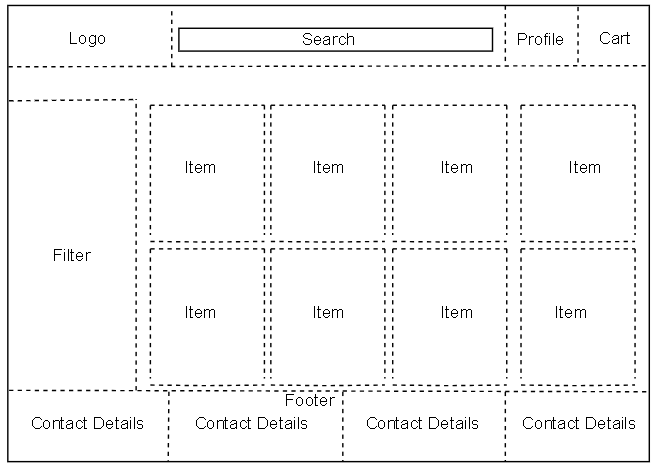 Logo
Search
Profile
Cart
Filter
Item
Item
Item
Item
Item
Item
Item
Item
Footer
Contact Details
Contact Details
Contact Details
Contact Details